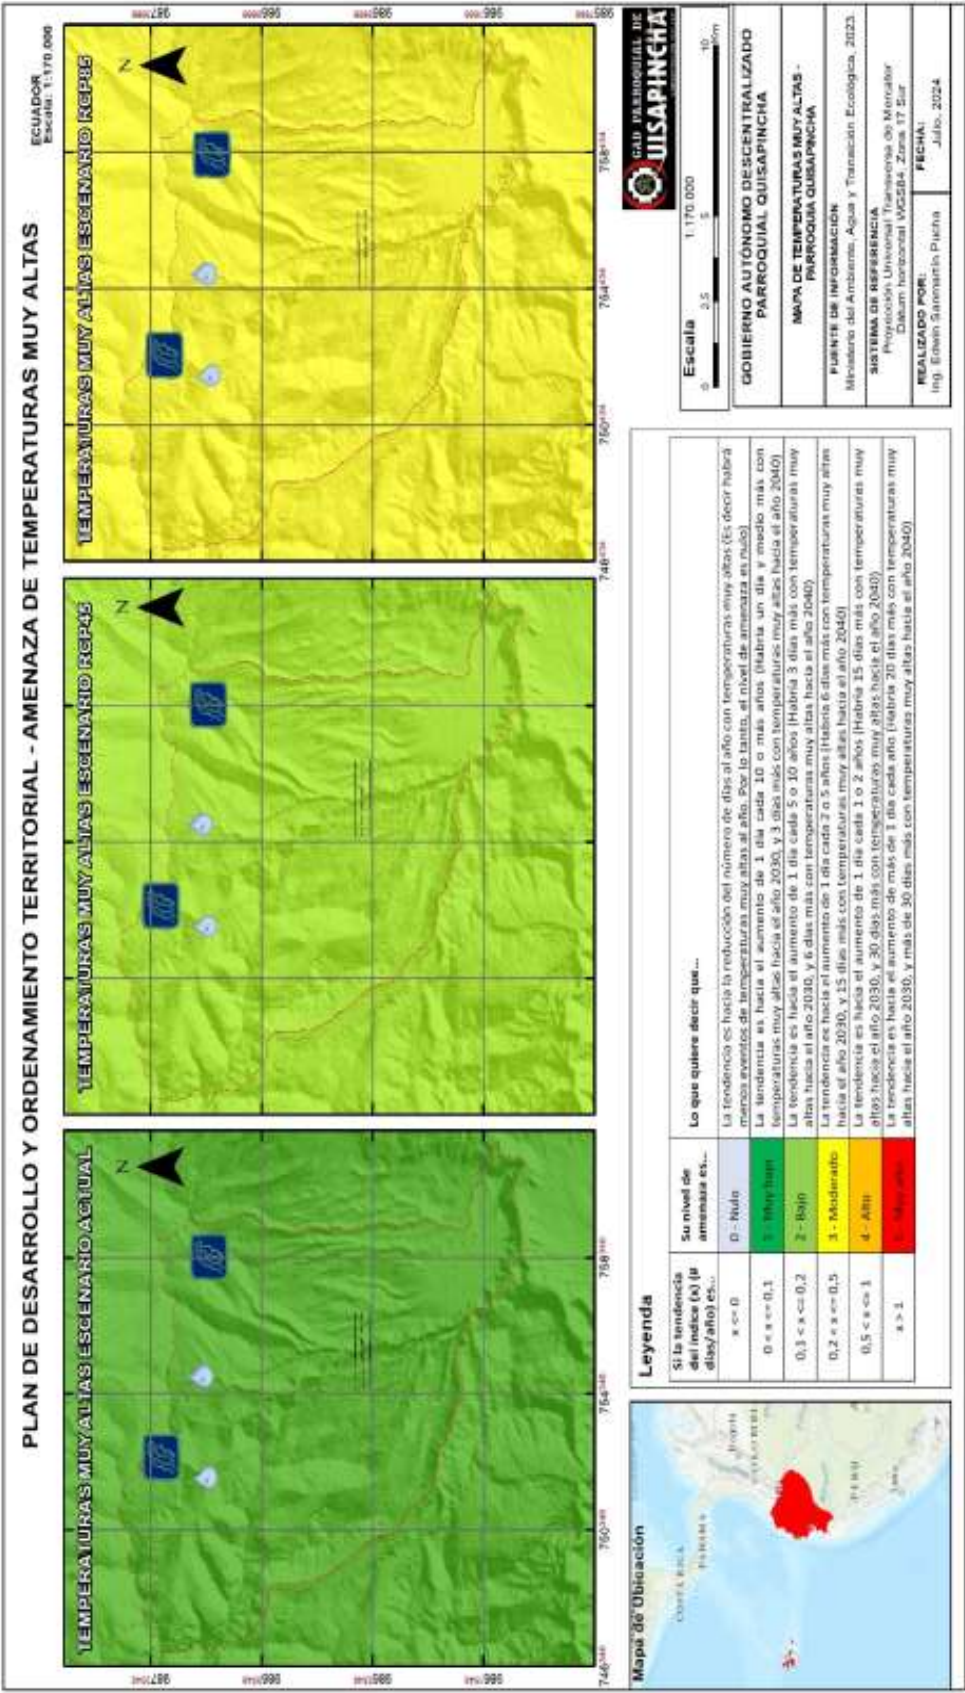 PLAN DE DESARROLLO Y ORDENAMIENTO TERRITORIAL - AMENAZA DE TEMPERATURAS MUY ALTAS
ECUADOR
Escala: 1:170.000
TEMPERATURAS MUY ALTAS ESCENARIO ACTUAL
N
TEMPERATURAS MUY ALTAS ESCENARIO RCP45
N
TEMPERATURAS MUY ALTAS ESCENARIO RCP85
N
Mapa de Ubicación
COSTA RICA
PANAMA
PERÚ
Leyenda
Si la tendencia
del índice (x) (#
días/año) es...
Su nivel de
amenaza es...
Lo que quiere decir que...
x <= 0
0 - Nulo
La tendencia es hacia la reducción del número de días al año con temperaturas muy altas (Es decir habrá
menos eventos de temperaturas muy altas al año. Por lo tanto, el nivel de amenaza es nulo)
0 < x <= 0,1
1 - Muy bajo
La tendencia es hacia el aumento de 1 día cada 10 o más años (Habría un día y medio más con
temperaturas muy altas hacia el año 2030, y 3 días más con temperaturas muy altas hacia el año 2040)
0,1 < x <= 0,2
2 - Bajo
La tendencia es hacia el aumento de 1 día cada 5 o 10 años (Habría 3 días más con temperaturas muy
altas hacia el año 2030, y 6 días más con temperaturas muy altas hacia el año 2040)
0,2 < x <= 0,5
3 - Moderado
La tendencia es hacia el aumento de 1 día cada 2 o 5 años (Habría 6 días más con temperaturas muy altas
hacia el año 2030, y 15 días más con temperaturas muy altas hacia el año 2040)
0,5 < x <= 1
4 - Alto
La tendencia es hacia el aumento de 1 día cada 1 o 2 años (Habría 15 días más con temperaturas muy
altas hacia el año 2030, y 30 días más con temperaturas muy altas hacia el año 2040)
x > 1
5 - Muy alto
La tendencia es hacia el aumento de más de 1 día cada año (Habría 20 días más con temperaturas muy
altas hacia el año 2030, y más de 30 días más con temperaturas muy altas hacia el año 2040)
GAD PARROQUIAL DE
QUISAPINCHA
Escala 1:170.000
0 2.5 5 10
Km
GOBIERNO AUTÓNOMO DESCENTRALIZADO
PARROQUIAL QUISAPINCHA
MAPA DE TEMPERATURAS MUY ALTAS -
PARROQUIA QUISAPINCHA
FUENTE DE INFORMACIÓN
Ministerio del Ambiente, Agua y Transición Ecológica, 2023
SISTEMA DE REFERENCIA
Proyección Universal Transversa de Mercator
Datum horizontal WGS84 Zona 17 Sur
REALIZADO POR:
Ing. Edwin Sanmartín Pucha
FECHA:
Julio, 2024